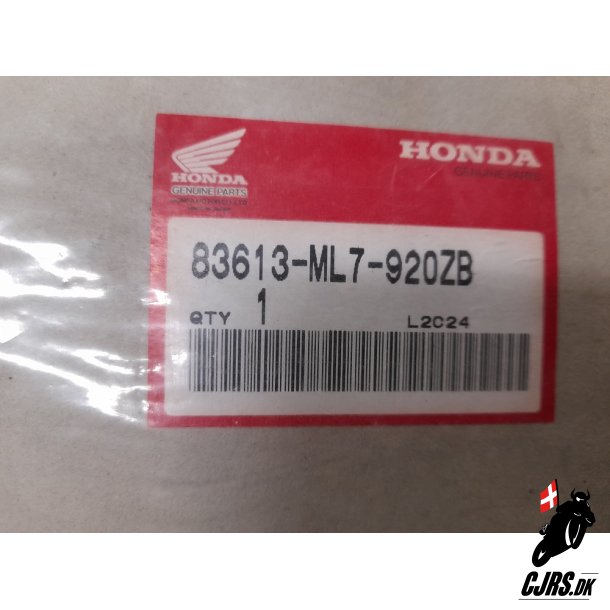 HONDA
GENUINE PARTS
HONDA
GENUINE PARTS
83613-ML7-920ZB
QTY 1
L2C24
CJRS.DK